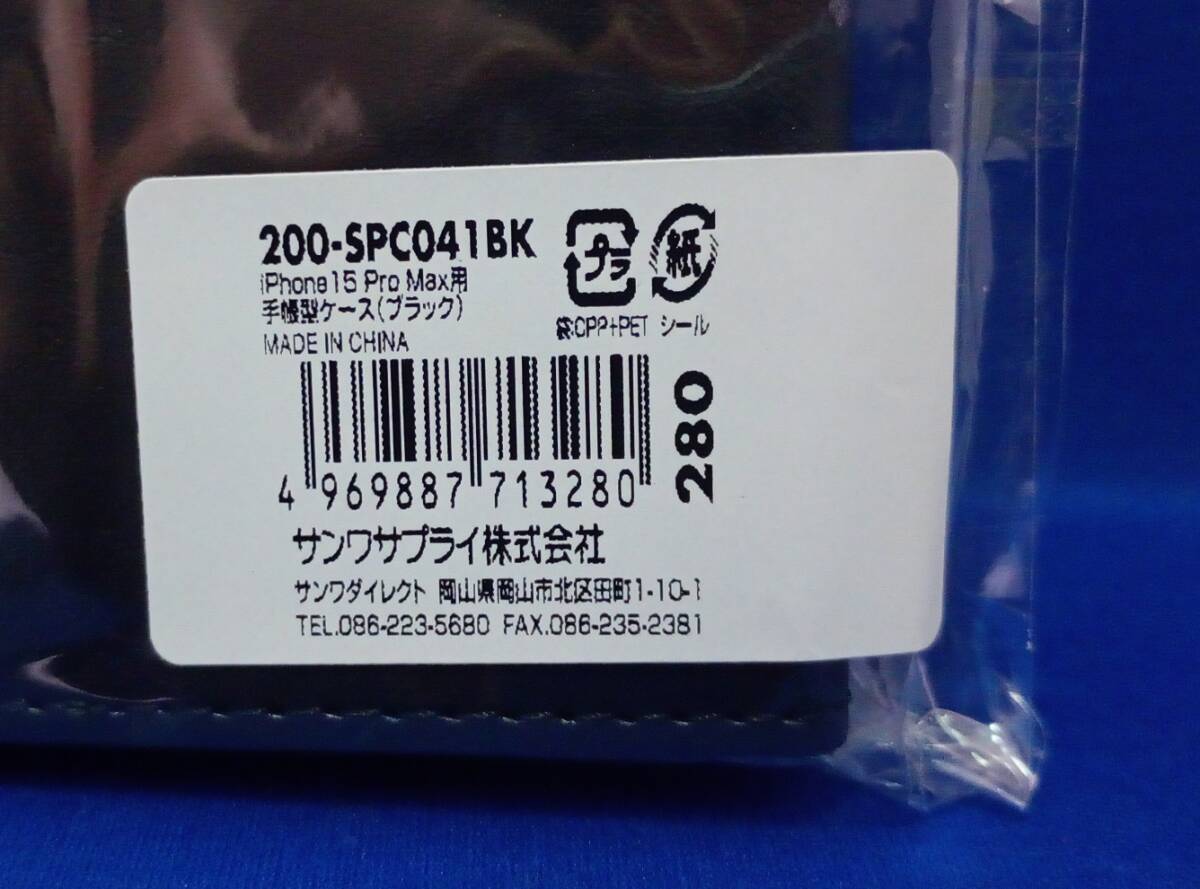 200-SPC041BK
iPhone15 Pro Max用
手帳型ケース(ブラック)
MADE IN CHINA
プラ
紙
袋:CPP+PET シール
4 969887 713280
280
サンワサプライ株式会社
サンワダイレクト 岡山県岡山市北区田町1-10-1
TEL.086-223-5680 FAX.086-235-2381